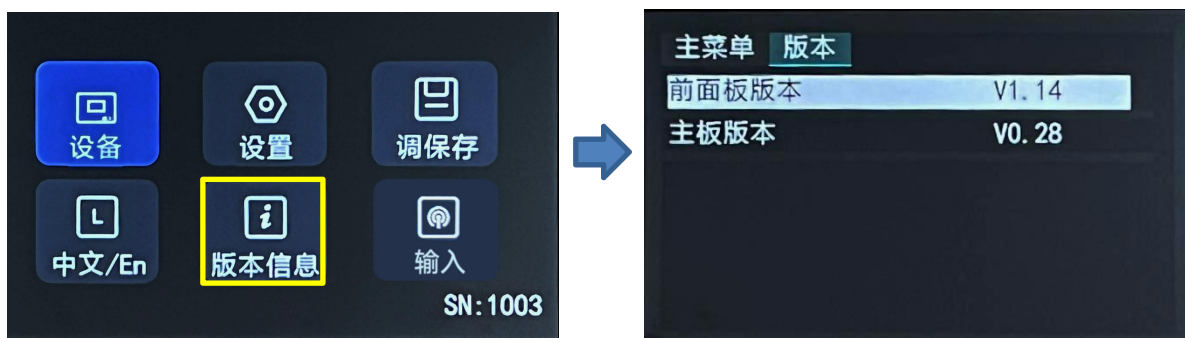 设备
设置
调保存
中文/En
版本信息
输入
SN:1003
主菜单 版本
前面板版本 V1.14
主板版本 V0.28